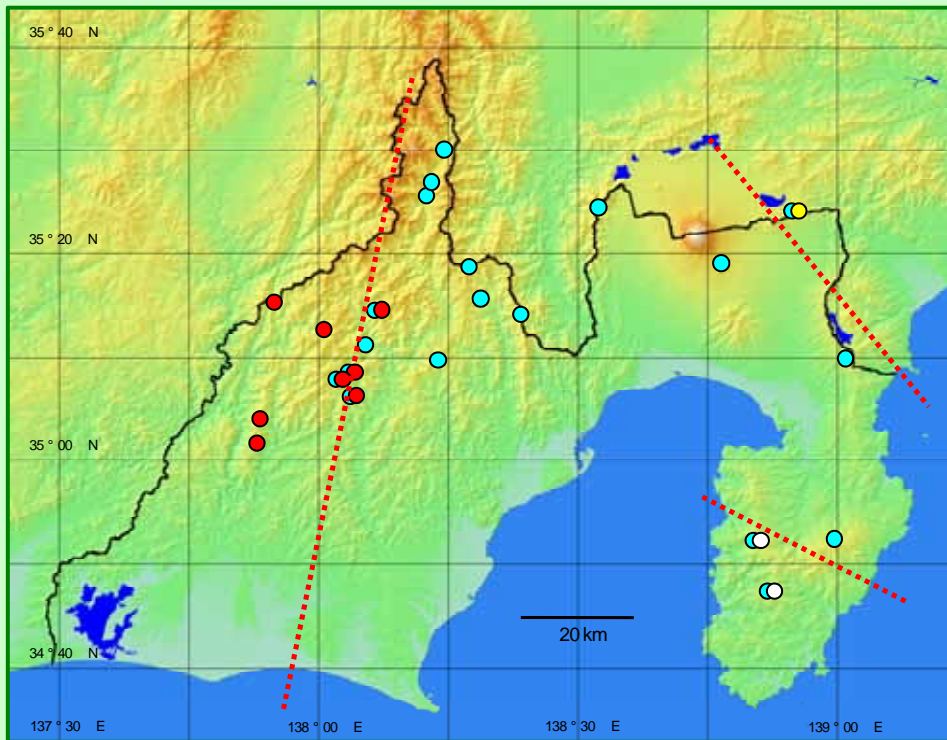 35° 40′ N
35° 20′ N
35° 00′ N
20 km
34° 40′ N
137° 30′ E
138° 00′ E
138° 30′ E
139° 00′ E